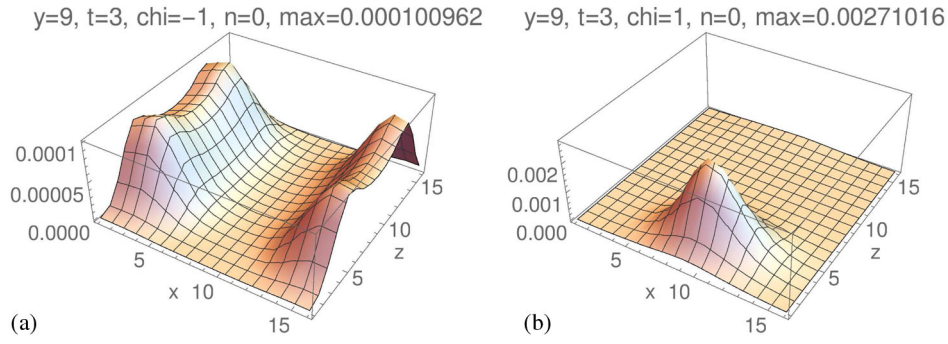 y=9, t=3, chi=−1, n=0, max=0.000100962
0.0001
0.00005
0.0000
5
x 10
15
5
10
z
15
(a)
y=9, t=3, chi=1, n=0, max=0.00271016
0.002
0.001
0.000
5
x 10
15
5
10
z
15
(b)